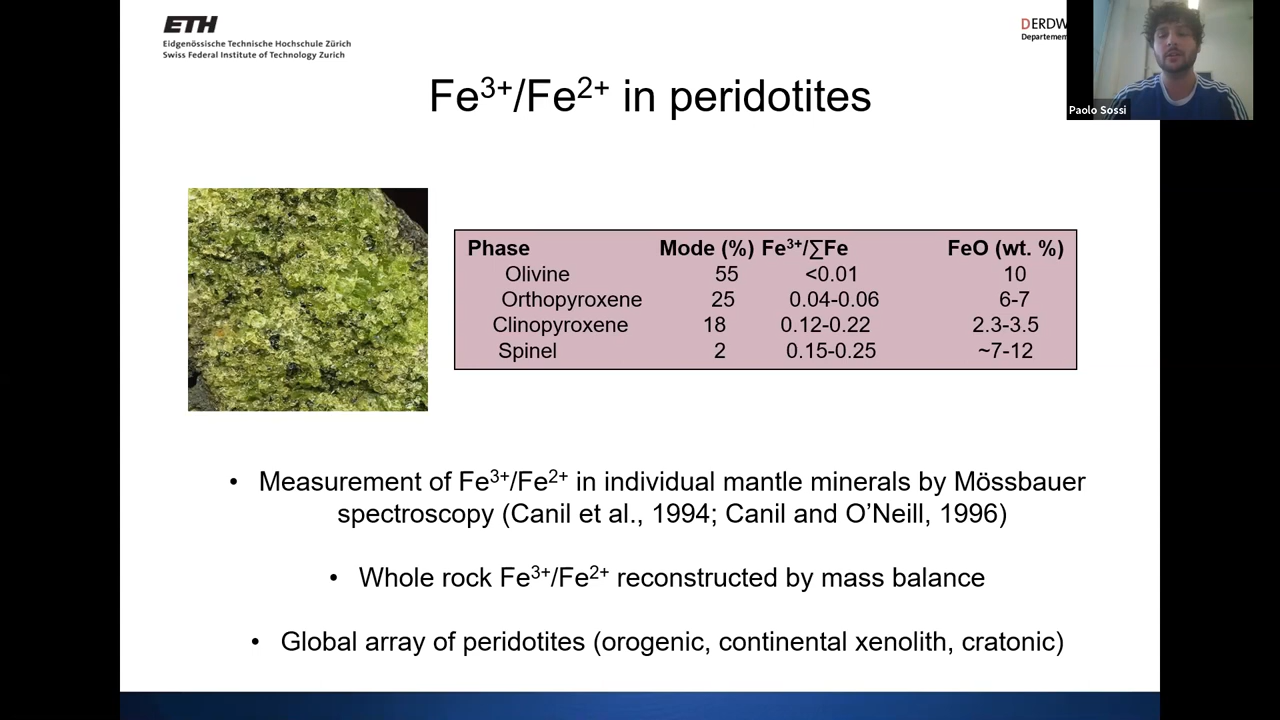 ETH
Eidgenössische Technische Hochschule Zürich
Swiss Federal Institute of Technology Zurich
DERDW
Departemen
Paolo Sossi
Fe³⁺/Fe²⁺ in peridotites
Phase Mode (%) Fe³⁺/∑Fe FeO (wt. %)
Olivine 55 <0.01 10
Orthopyroxene 25 0.04-0.06 6-7
Clinopyroxene 18 0.12-0.22 2.3-3.5
Spinel 2 0.15-0.25 ~7-12
• Measurement of Fe³⁺/Fe²⁺ in individual mantle minerals by Mössbauer
spectroscopy (Canil et al., 1994; Canil and O’Neill, 1996)
• Whole rock Fe³⁺/Fe²⁺ reconstructed by mass balance
• Global array of peridotites (orogenic, continental xenolith, cratonic)